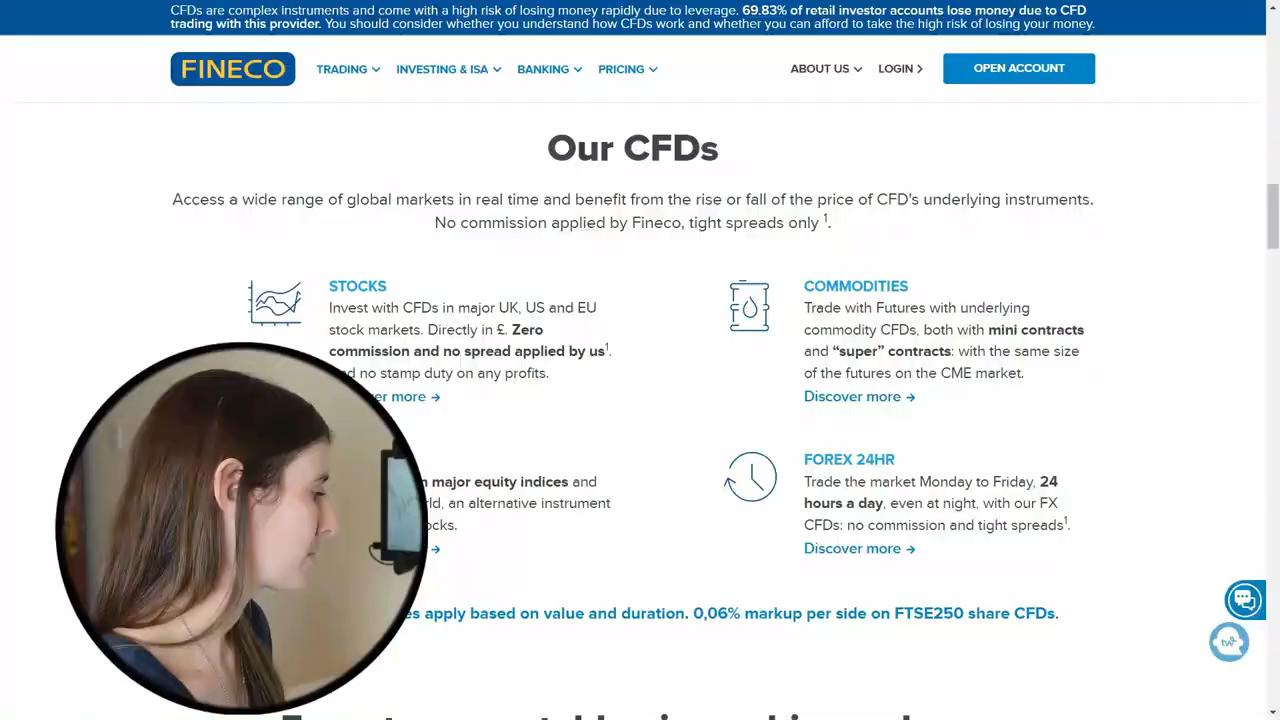 CFDs are complex instruments and come with a high risk of losing money rapidly due to leverage. 69.83% of retail investor accounts lose money due to CFD
trading with this provider. You should consider whether you understand how CFDs work and whether you can afford to take the high risk of losing your money.
FINECO
TRADING
INVESTING & ISA
BANKING
PRICING
ABOUT US
LOGIN
OPEN ACCOUNT
Our CFDs
Access a wide range of global markets in real time and benefit from the rise or fall of the price of CFD's underlying instruments.
No commission applied by Fineco, tight spreads only 1.
STOCKS
Invest with CFDs in major UK, US and EU
stock markets. Directly in £. Zero
commission and no spread applied by us1.
no stamp duty on any profits.
more →
COMMODITIES
Trade with Futures with underlying
commodity CFDs, both with mini contracts
and “super” contracts: with the same size
of the futures on the CME market.
Discover more →
major equity indices and
an alternative instrument
→
FOREX 24HR
Trade the market Monday to Friday, 24
hours a day, even at night, with our FX
CFDs: no commission and tight spreads1.
Discover more →
apply based on value and duration. 0,06% markup per side on FTSE250 share CFDs.